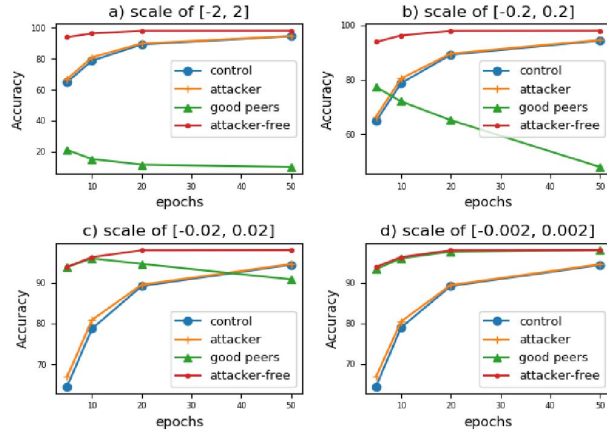 a) scale of [-2, 2]
100
80
60
40
20
Accuracy
control
attacker
good peers
attacker-free
10 20 30 40 50
epochs
b) scale of [-0.2, 0.2]
100
80
60
Accuracy
control
attacker
good peers
attacker-free
10 20 30 40 50
epochs
c) scale of [-0.02, 0.02]
90
80
70
Accuracy
control
attacker
good peers
attacker-free
10 20 30 40 50
epochs
d) scale of [-0.002, 0.002]
90
80
70
Accuracy
control
attacker
good peers
attacker-free
10 20 30 40 50
epochs